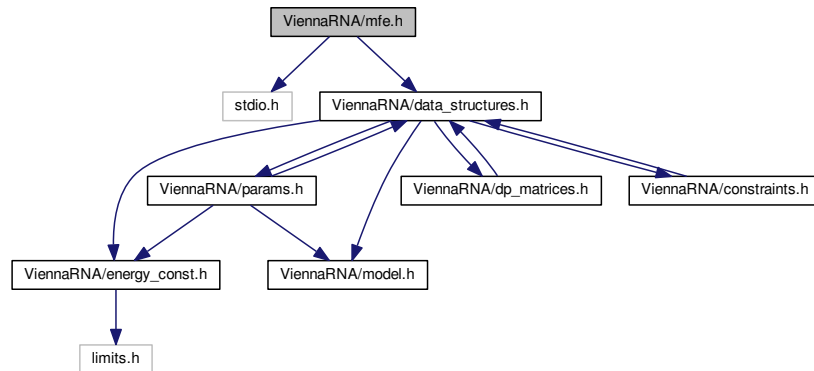 ViennaRNA/mfe.h
stdio.h
ViennaRNA/data_structures.h
ViennaRNA/params.h
ViennaRNA/dp_matrices.h
ViennaRNA/constraints.h
ViennaRNA/energy_const.h
ViennaRNA/model.h
limits.h